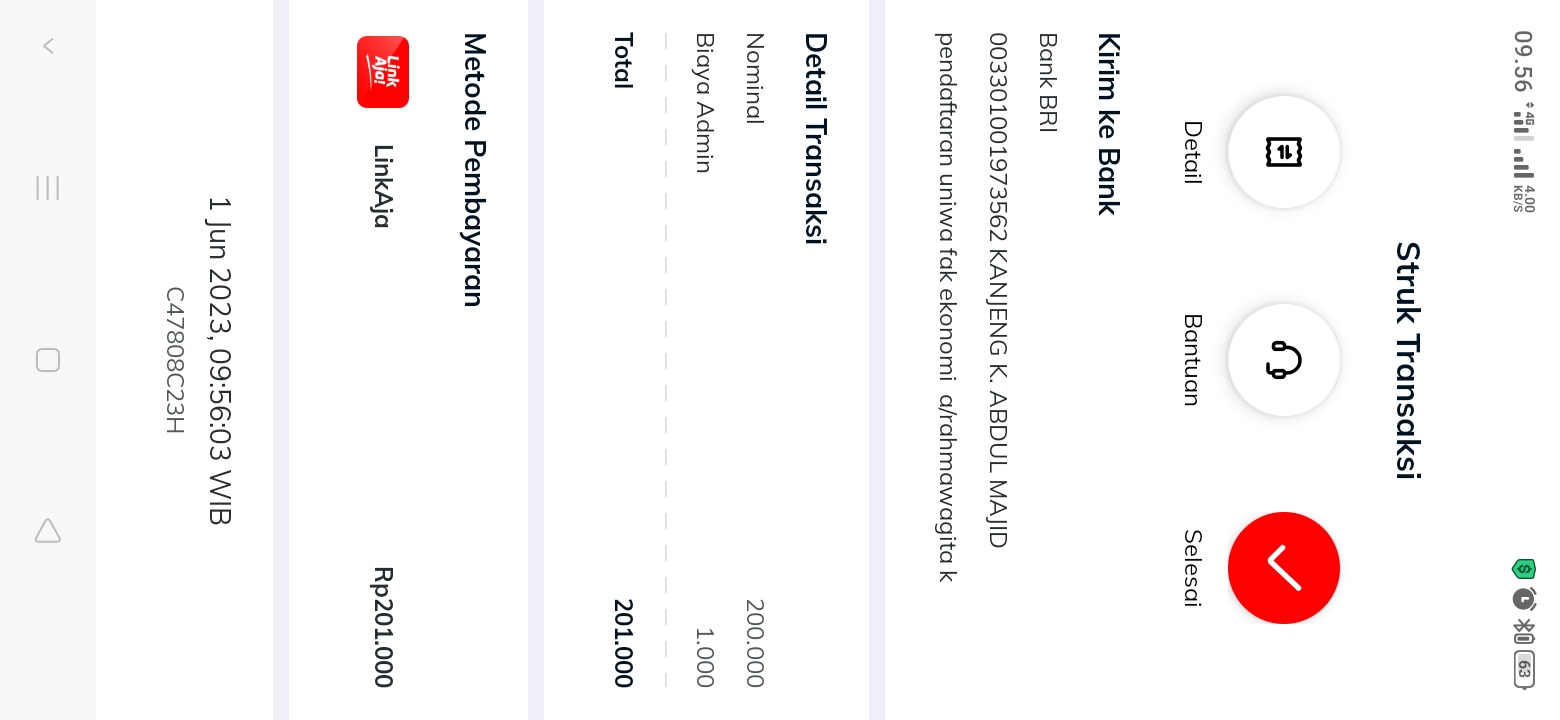 09.56 4G 4.00 KB/S 63
Struk Transaksi
Detail Bantuan Selesai
Kirim ke Bank
Bank BRI
003301001973562 KANJENG K. ABDUL MAJID
pendaftaran uniwa fak ekonomi a/rahmawagita k
Detail Transaksi
Nominal 200.000
Biaya Admin 1.000
Total 201.000
Metode Pembayaran
Link Aja!
LinkAja Rp201.000
1 Jun 2023, 09:56:03 WIB
C47808C23H